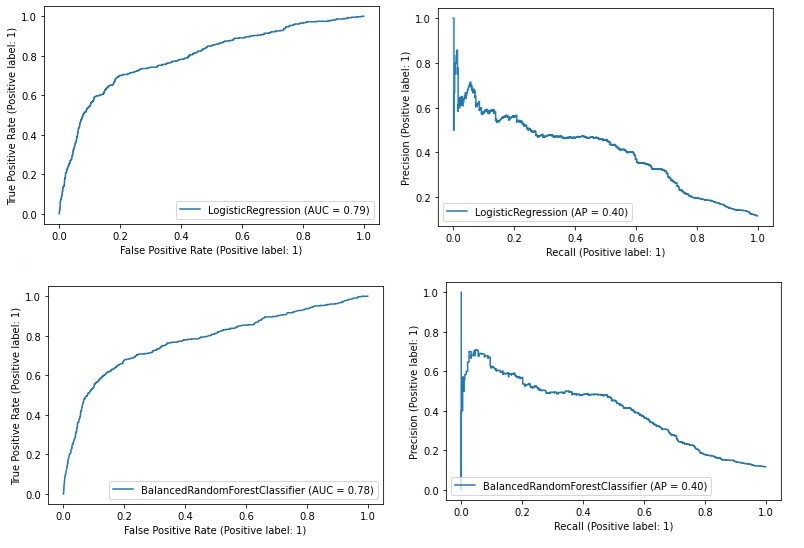 1.0
0.8
0.6
0.4
0.2
0.0
True Positive Rate (Positive label: 1)
LogisticRegression (AUC = 0.79)
0.0 0.2 0.4 0.6 0.8 1.0
False Positive Rate (Positive label: 1)
1.0
0.8
0.6
0.4
0.2
Precision (Positive label: 1)
LogisticRegression (AP = 0.40)
0.0 0.2 0.4 0.6 0.8 1.0
Recall (Positive label: 1)
1.0
0.8
0.6
0.4
0.2
0.0
True Positive Rate (Positive label: 1)
BalancedRandomForestClassifier (AUC = 0.78)
0.0 0.2 0.4 0.6 0.8 1.0
False Positive Rate (Positive label: 1)
1.0
0.8
0.6
0.4
0.2
0.0
Precision (Positive label: 1)
BalancedRandomForestClassifier (AP = 0.40)
0.0 0.2 0.4 0.6 0.8 1.0
Recall (Positive label: 1)